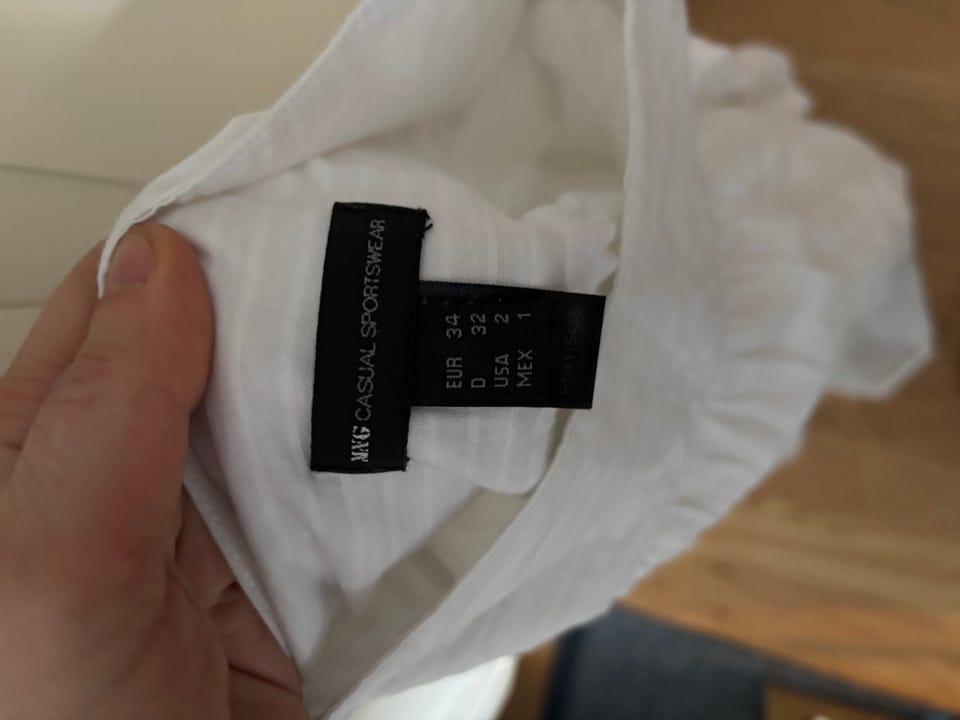 MNG CASUAL SPORTSWEAR
EUR 34
D 32
USA 2
MEX 1